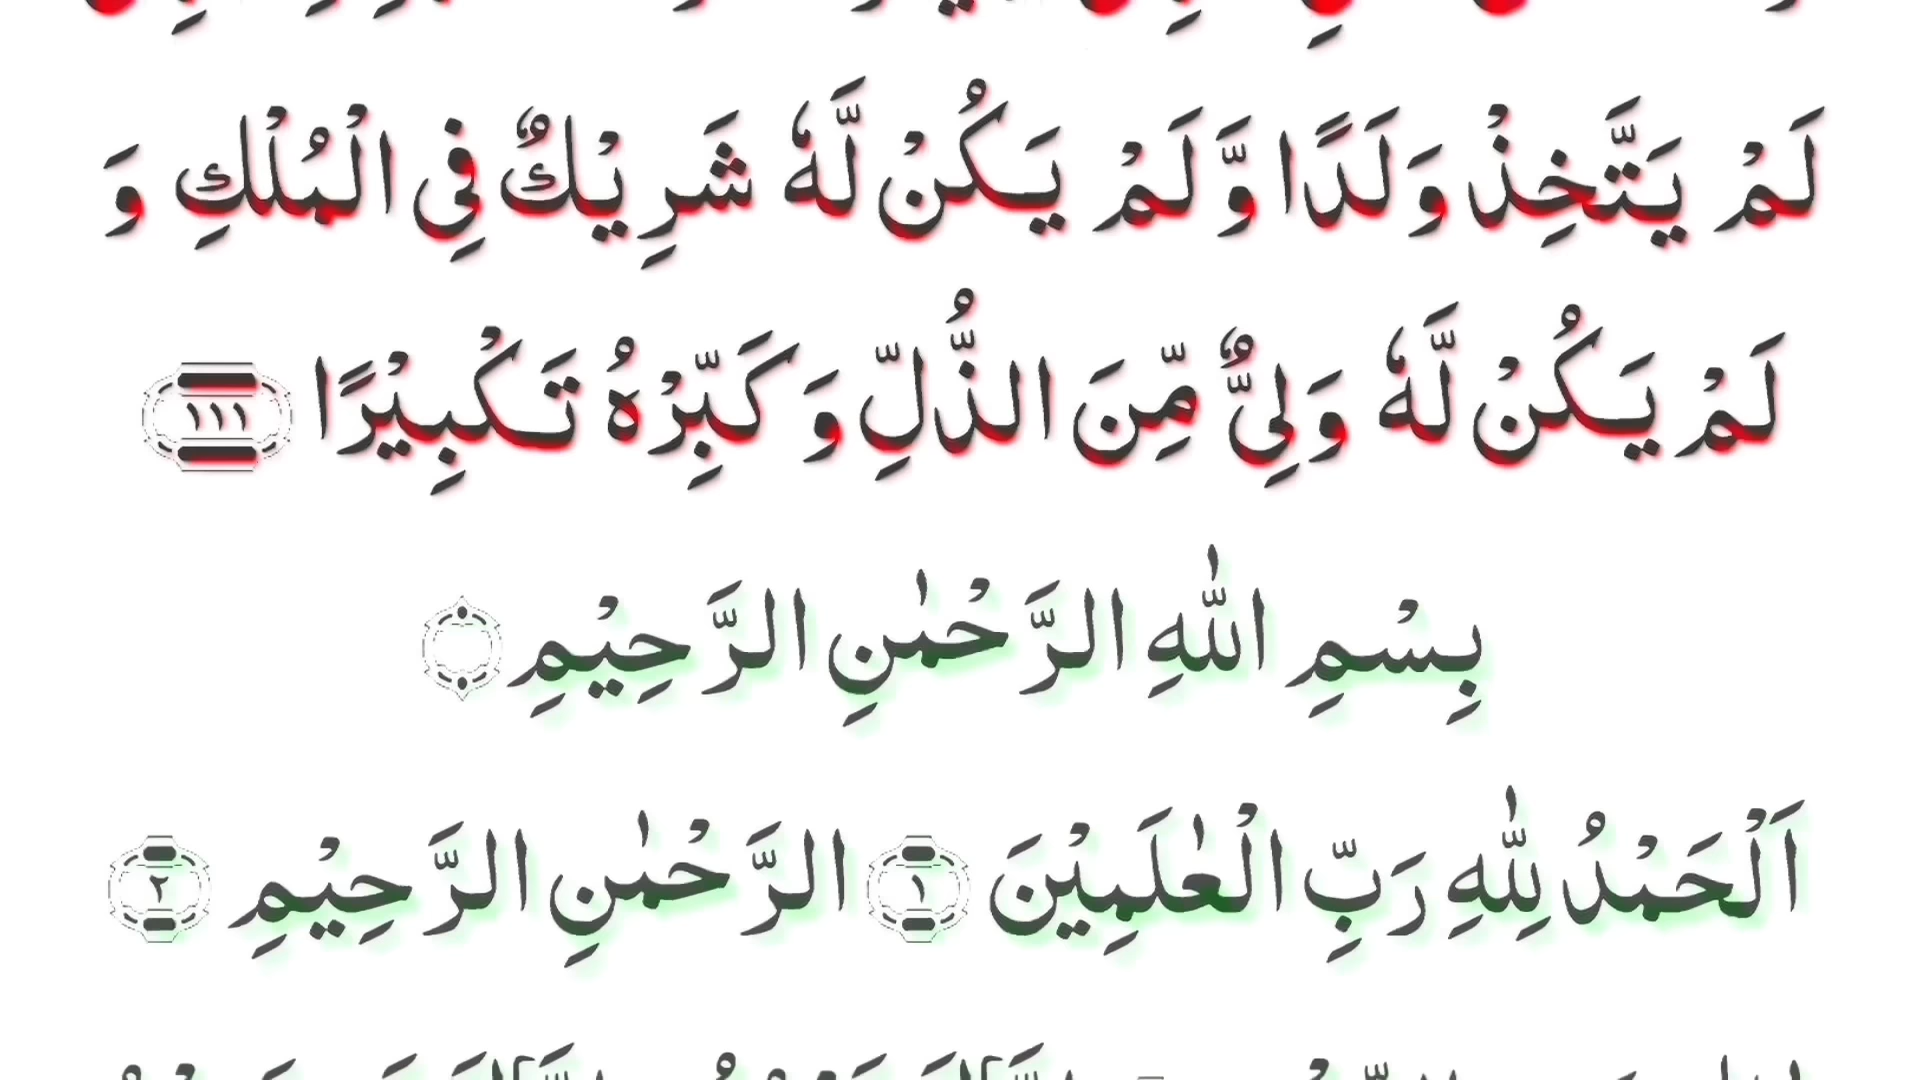 لَمْ يَتَّخِذْ وَلَدًا وَّلَمْ يَكُنْ لَّهٗ شَرِيْكٌ فِى الْمُلْكِ وَ
لَمْ يَكُنْ لَّهٗ وَلِىٌّ مِّنَ الذُّلِّ وَ كَبِّرْهُ تَكْبِيْرًا ۝١١١
بِسْمِ اللّٰهِ الرَّحْمٰنِ الرَّحِيْمِ ۝
اَلْحَمْدُ لِلّٰهِ رَبِّ الْعٰلَمِيْنَ ۝١ الرَّحْمٰنِ الرَّحِيْمِ ۝٢